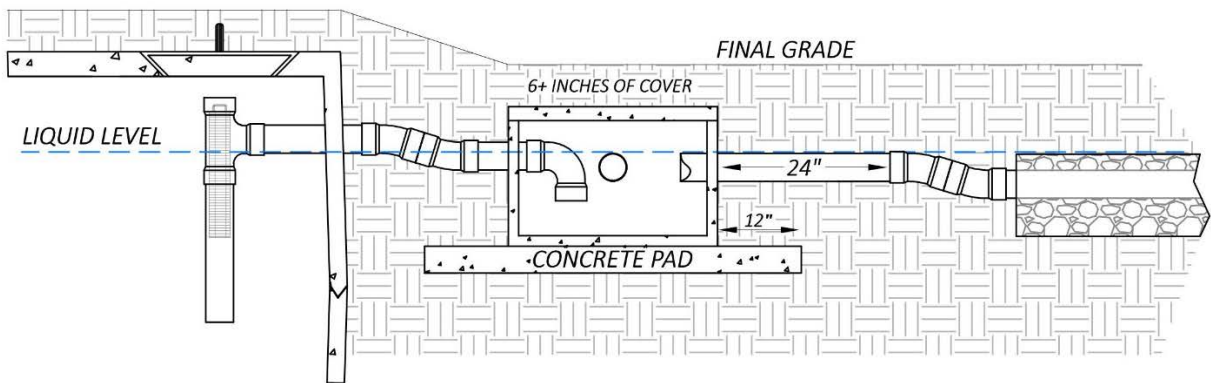 FINAL GRADE
6+ INCHES OF COVER
LIQUID LEVEL
24"
12"
CONCRETE PAD